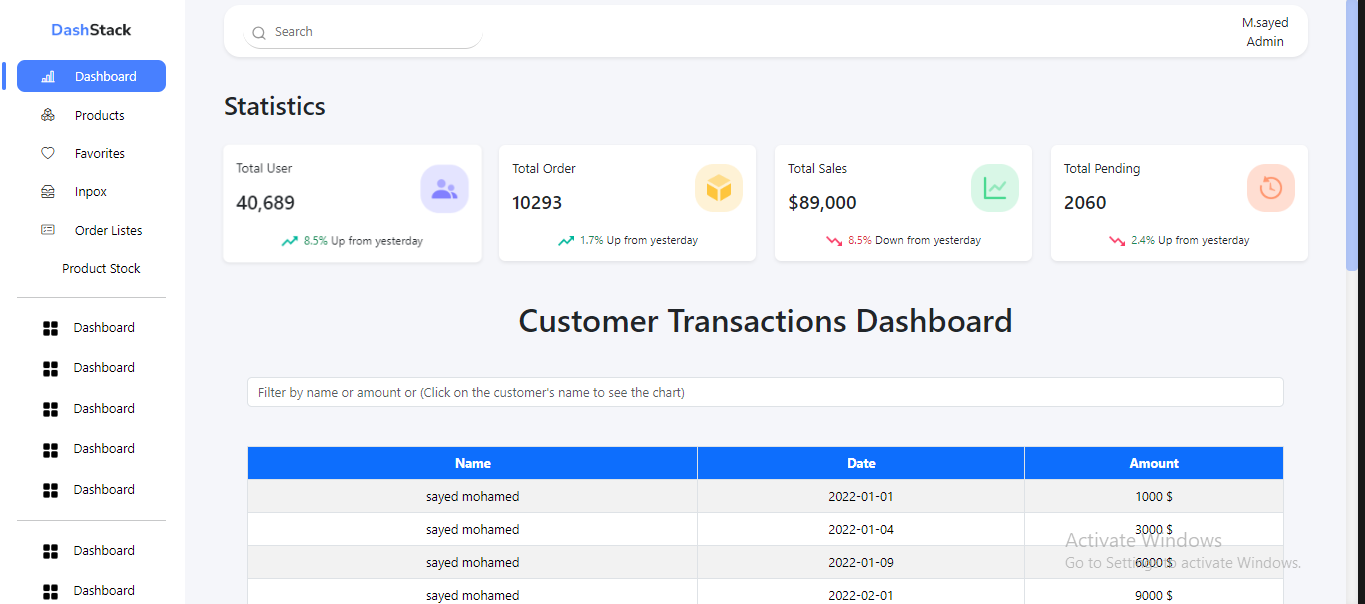 DashStack
Dashboard
Products
Favorites
Inpox
Order Listes
Product Stock
Dashboard
Dashboard
Dashboard
Dashboard
Dashboard
Dashboard
Dashboard
Search
M.sayed
Admin
Statistics
Total User
40,689
8.5% Up from yesterday
Total Order
10293
1.7% Up from yesterday
Total Sales
$89,000
8.5% Down from yesterday
Total Pending
2060
2.4% Up from yesterday
Customer Transactions Dashboard
Filter by name or amount or (Click on the customer's name to see the chart)
Name Date Amount
sayed mohamed 2022-01-01 1000 $
sayed mohamed 2022-01-04 3000 $
sayed mohamed 2022-01-09 6000 $
sayed mohamed 2022-02-01 9000 $
Activate Windows
Go to Settings to activate Windows.